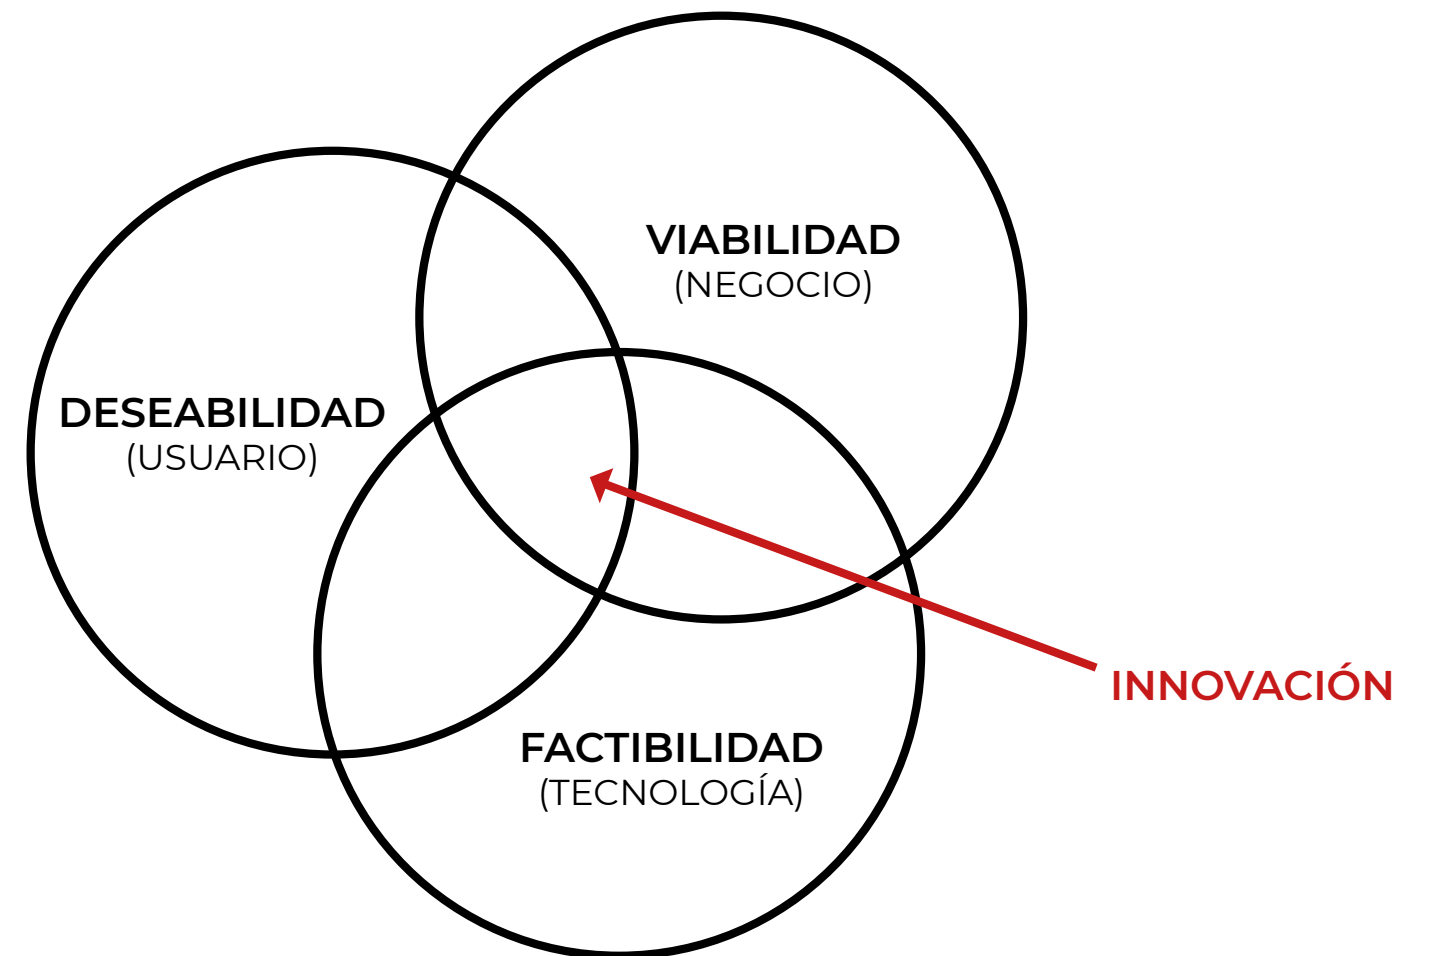 VIABILIDAD
(NEGOCIO)
DESEABILIDAD
(USUARIO)
INNOVACIÓN
FACTIBILIDAD
(TECNOLOGÍA)